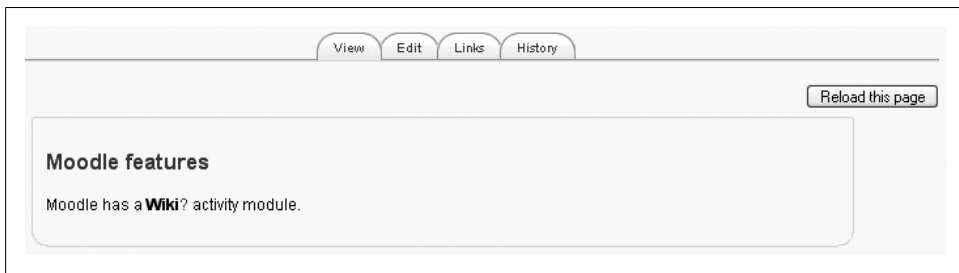 View Edit Links History
Reload this page
Moodle features
Moodle has a Wiki? activity module.